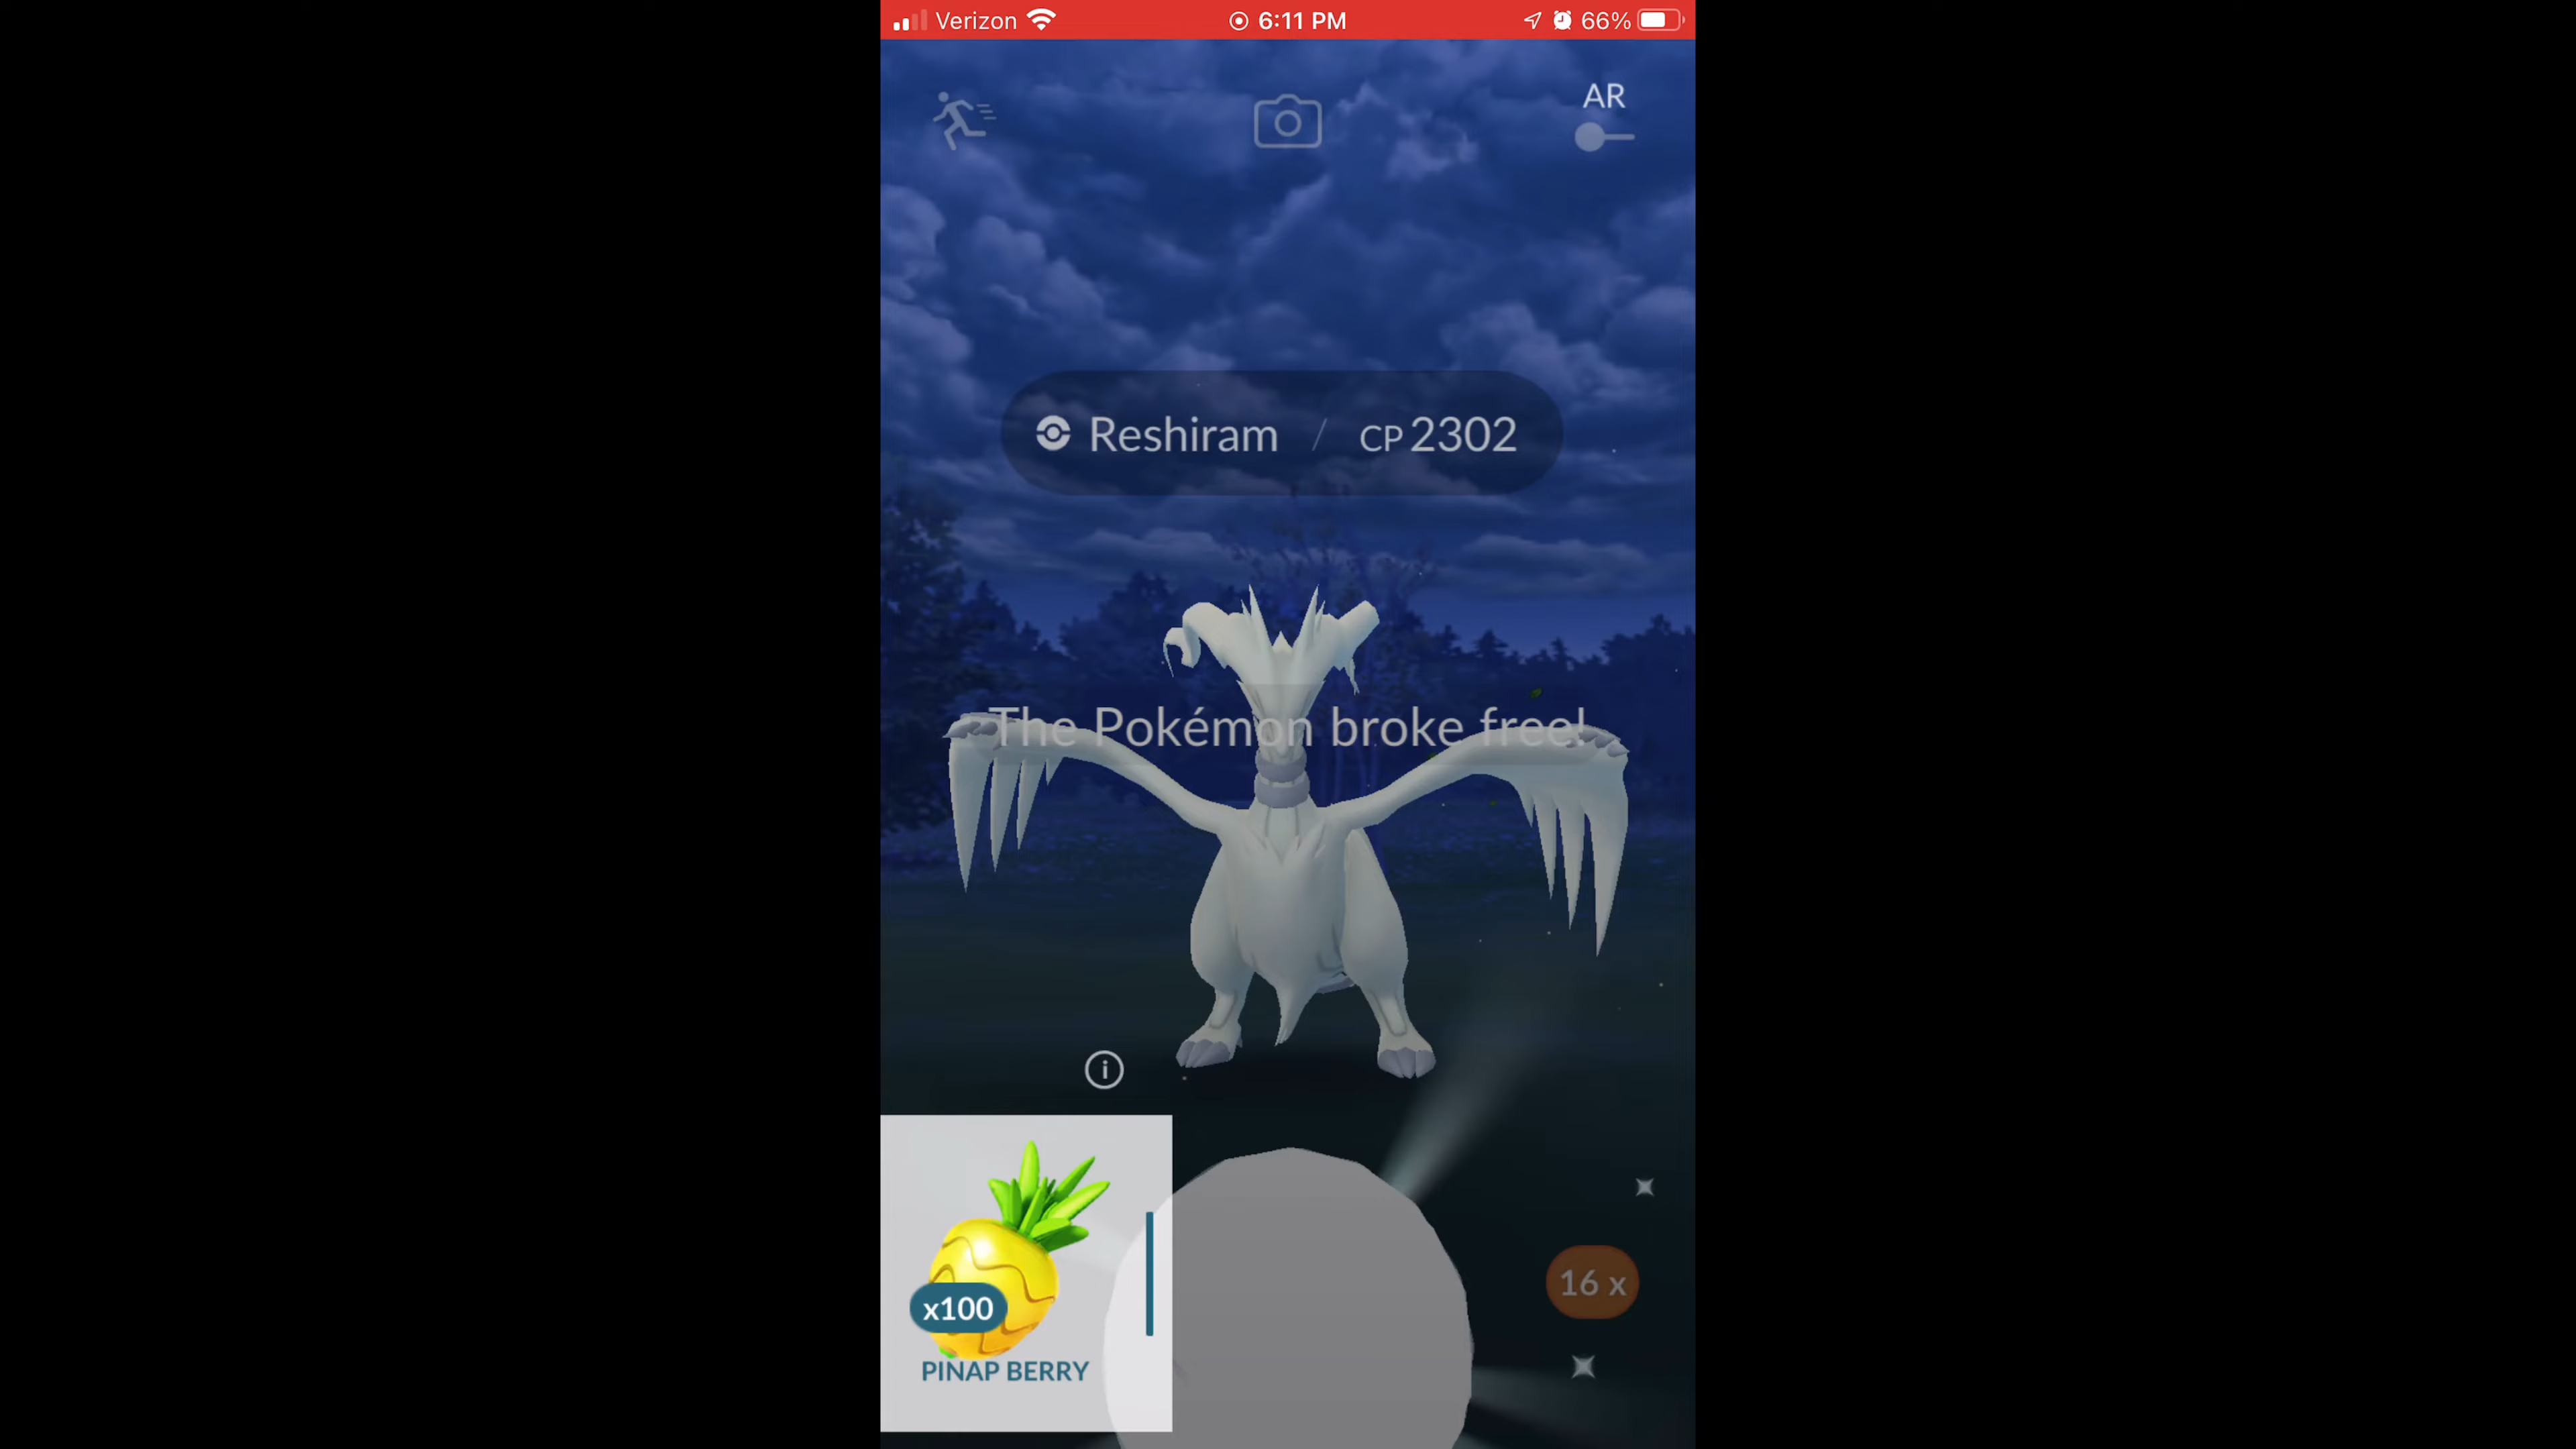 Verizon 6:11 PM 66%
AR
Reshiram / CP 2302
The Pokémon broke free!
i
x100
16 x
PINAP BERRY